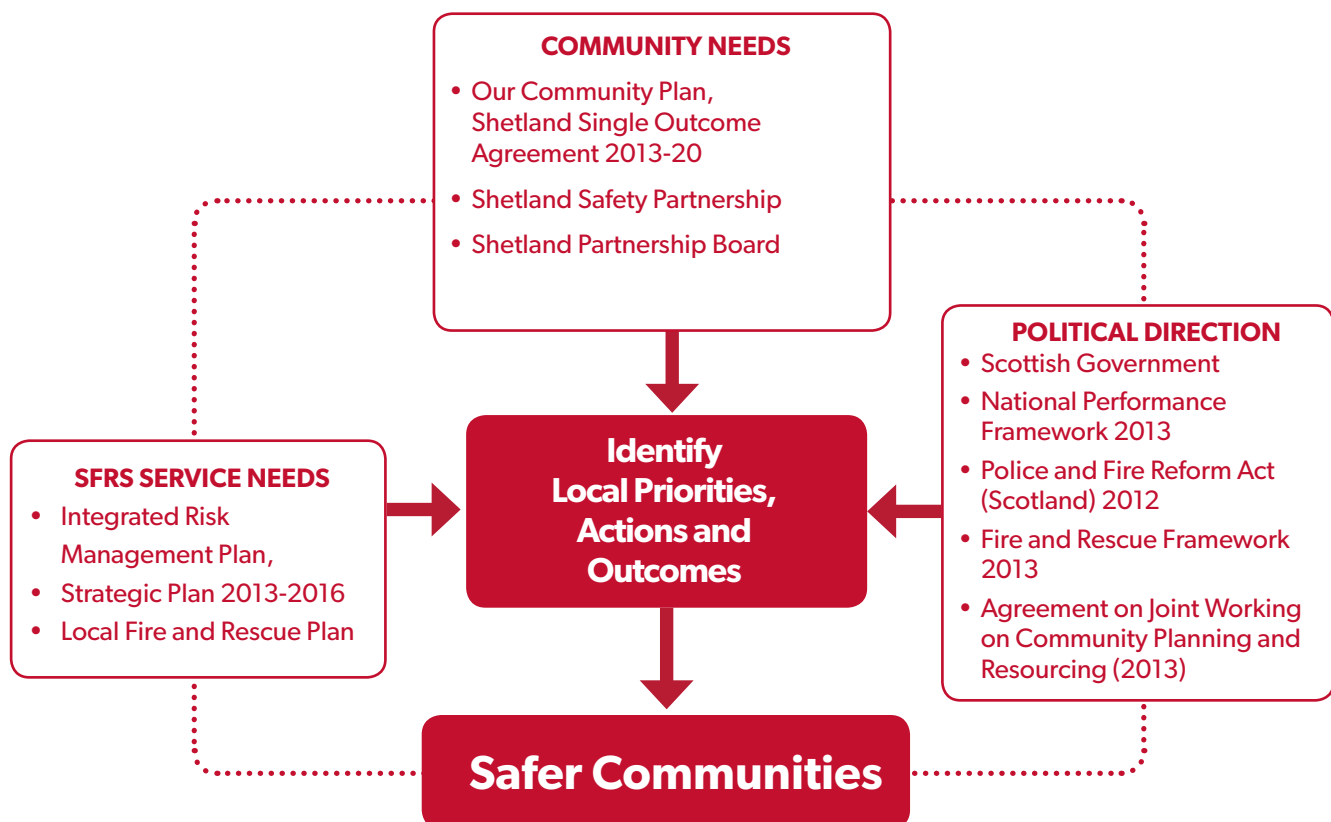 COMMUNITY NEEDS
• Our Community Plan,
Shetland Single Outcome
Agreement 2013-20
• Shetland Safety Partnership
• Shetland Partnership Board
POLITICAL DIRECTION
• Scottish Government
• National Performance
Framework 2013
• Police and Fire Reform Act
(Scotland) 2012
• Fire and Rescue Framework
2013
• Agreement on Joint Working
on Community Planning and
Resourcing (2013)
SFRS SERVICE NEEDS
• Integrated Risk
Management Plan,
• Strategic Plan 2013-2016
• Local Fire and Rescue Plan
Identify
Local Priorities,
Actions and
Outcomes
Safer Communities